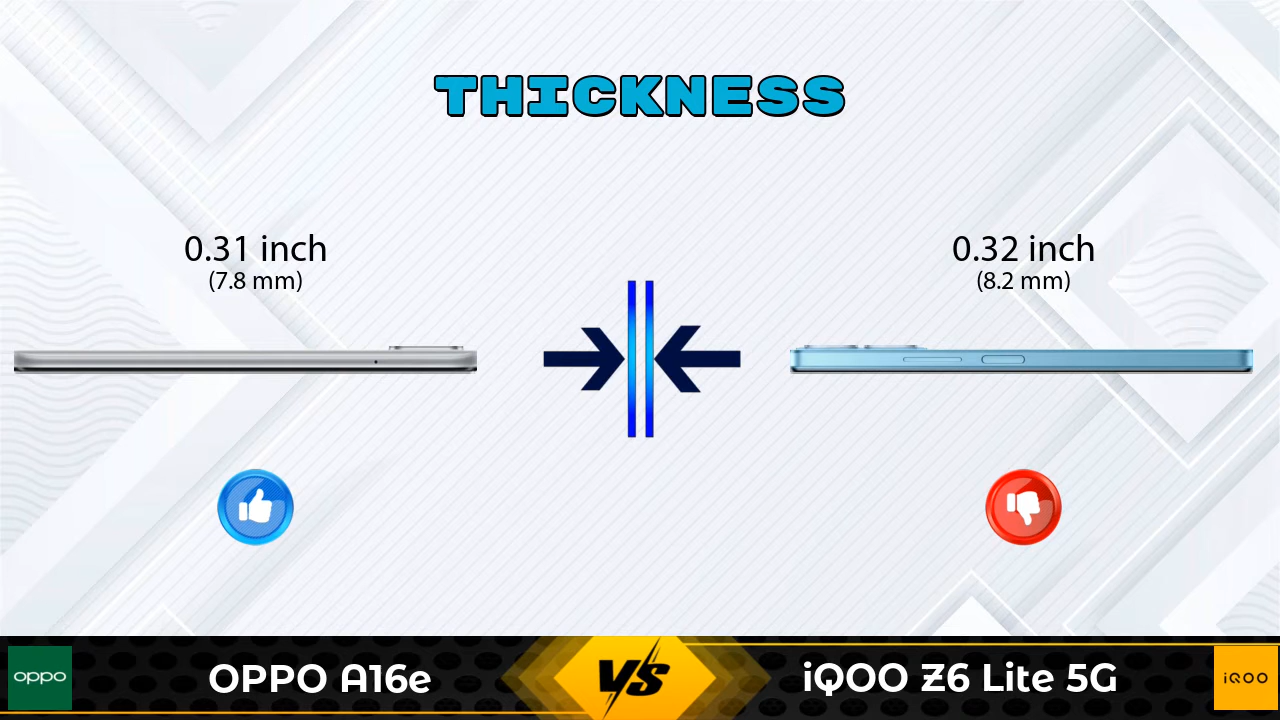 THICKNESS
0.31 inch
(7.8 mm)
0.32 inch
(8.2 mm)
oppo
OPPO A16e
VS
iQOO Z6 Lite 5G
iQOO